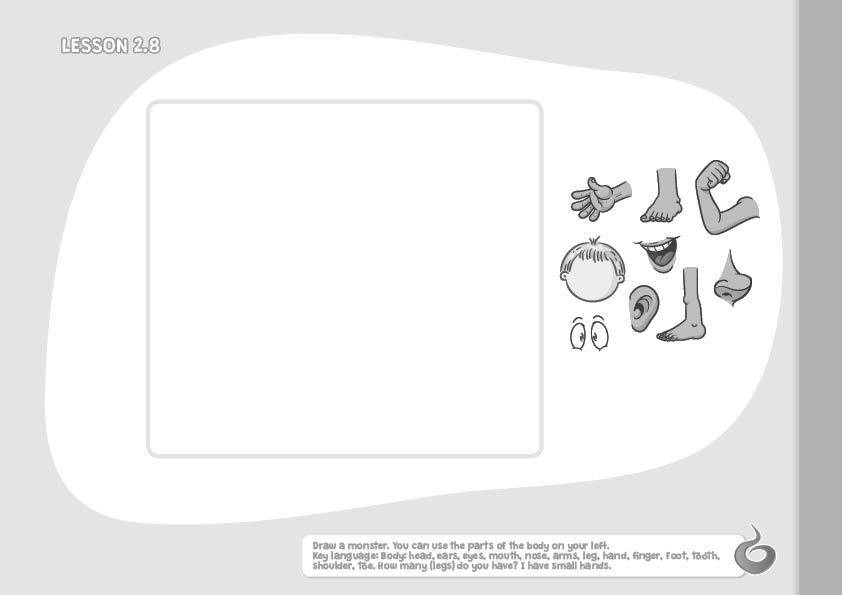 LESSON 2.8
Draw a monster. You can use the parts of the body on your left.
Key language: Body: head, ears, eyes, mouth, nose, arms, leg, hand, finger, foot, tooth,
shoulder, toe. How many (legs) do you have? I have small hands.